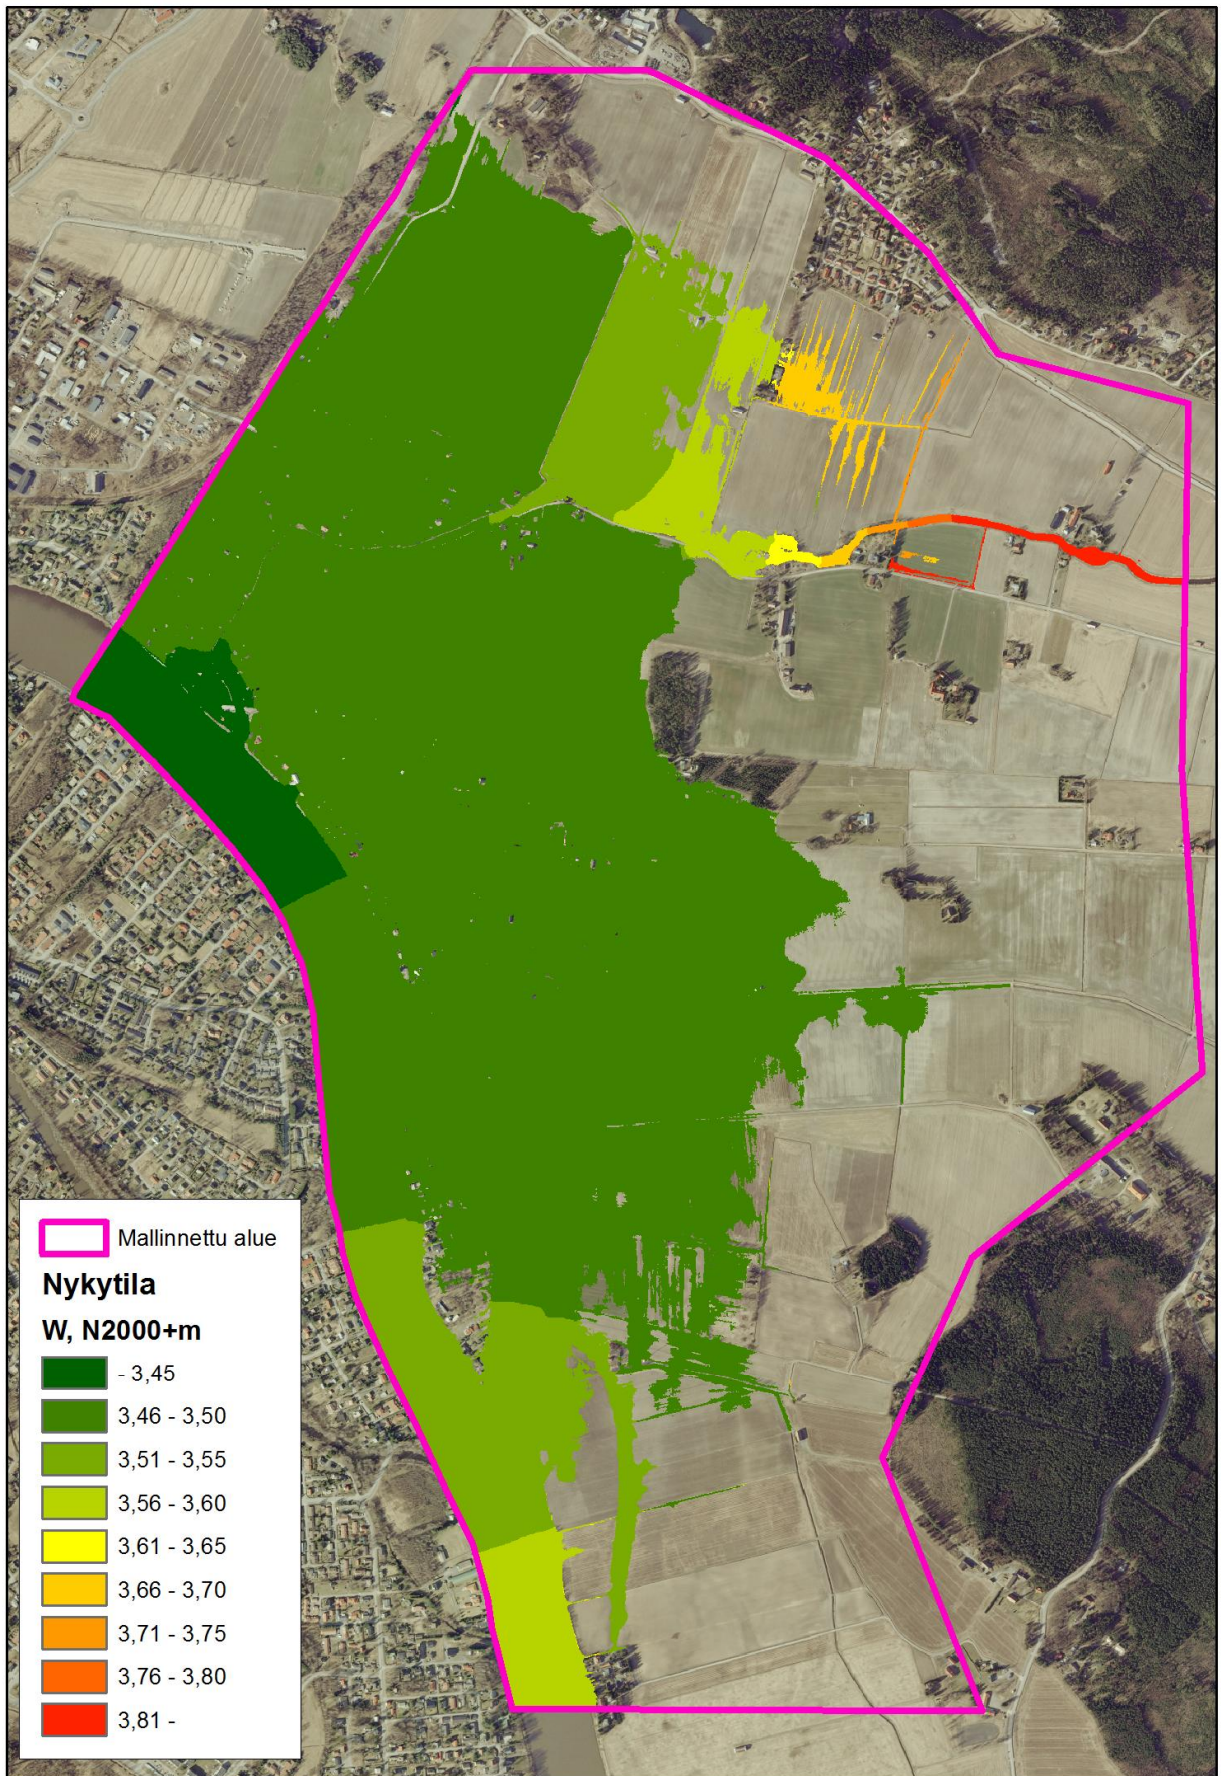 Mallinnettu alue
Nykytila
W, N2000+m
- 3,45
3,46 - 3,50
3,51 - 3,55
3,56 - 3,60
3,61 - 3,65
3,66 - 3,70
3,71 - 3,75
3,76 - 3,80
3,81 -